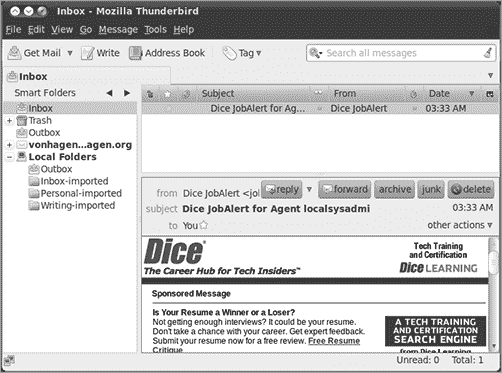 Inbox - Mozilla Thunderbird
File Edit View Go Message Tools Help
Get Mail Write Address Book Tag Search all messages
Inbox
Smart Folders Subject From Date
Inbox Dice JobAlert for Ag... Dice JobAlert 03:33 AM
Trash
Outbox
vonhagen...agen.org
Local Folders
Outbox
Inbox-imported
Personal-imported
Writing-imported
from Dice JobAlert <jol reply forward archive junk delete
subject Dice JobAlert for Agent localsysadmi 03:33 AM
to You other actions
Dice
The Career Hub for Tech Insiders™
Tech Training
and Certification
Dice LEARNING
Sponsored Message
Is Your Resume a Winner or a Loser?
Not getting enough interviews? It could be your resume.
Don't take a chance with your career. Get expert feedback.
Submit your resume now for a free review. Free Resume
Critique
A TECH TRAINING
AND CERTIFICATION
SEARCH ENGINE
from Dice Learning
Unread: 0 Total: 1